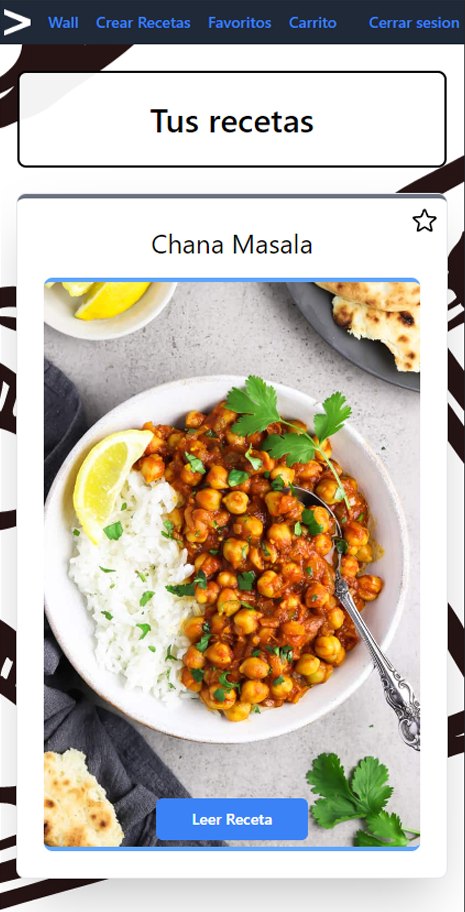 Wall Crear Recetas Favoritos Carrito Cerrar sesion
Tus recetas
Chana Masala
Leer Receta